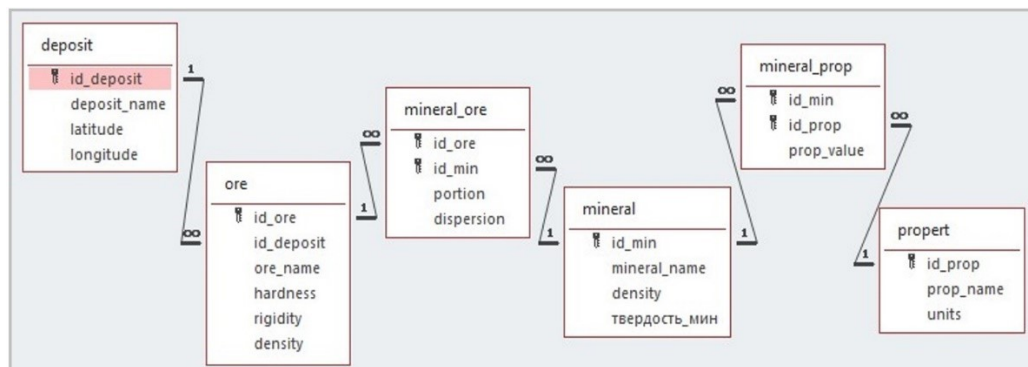 deposit
id_deposit
deposit_name
latitude
longitude
1
∞
ore
id_ore
id_deposit
ore_name
hardness
rigidity
density
1
∞
mineral_ore
id_ore
id_min
portion
dispersion
∞
1
mineral
id_min
mineral_name
density
твердость_мин
1
∞
mineral_prop
id_min
id_prop
prop_value
∞
1
propert
id_prop
prop_name
units